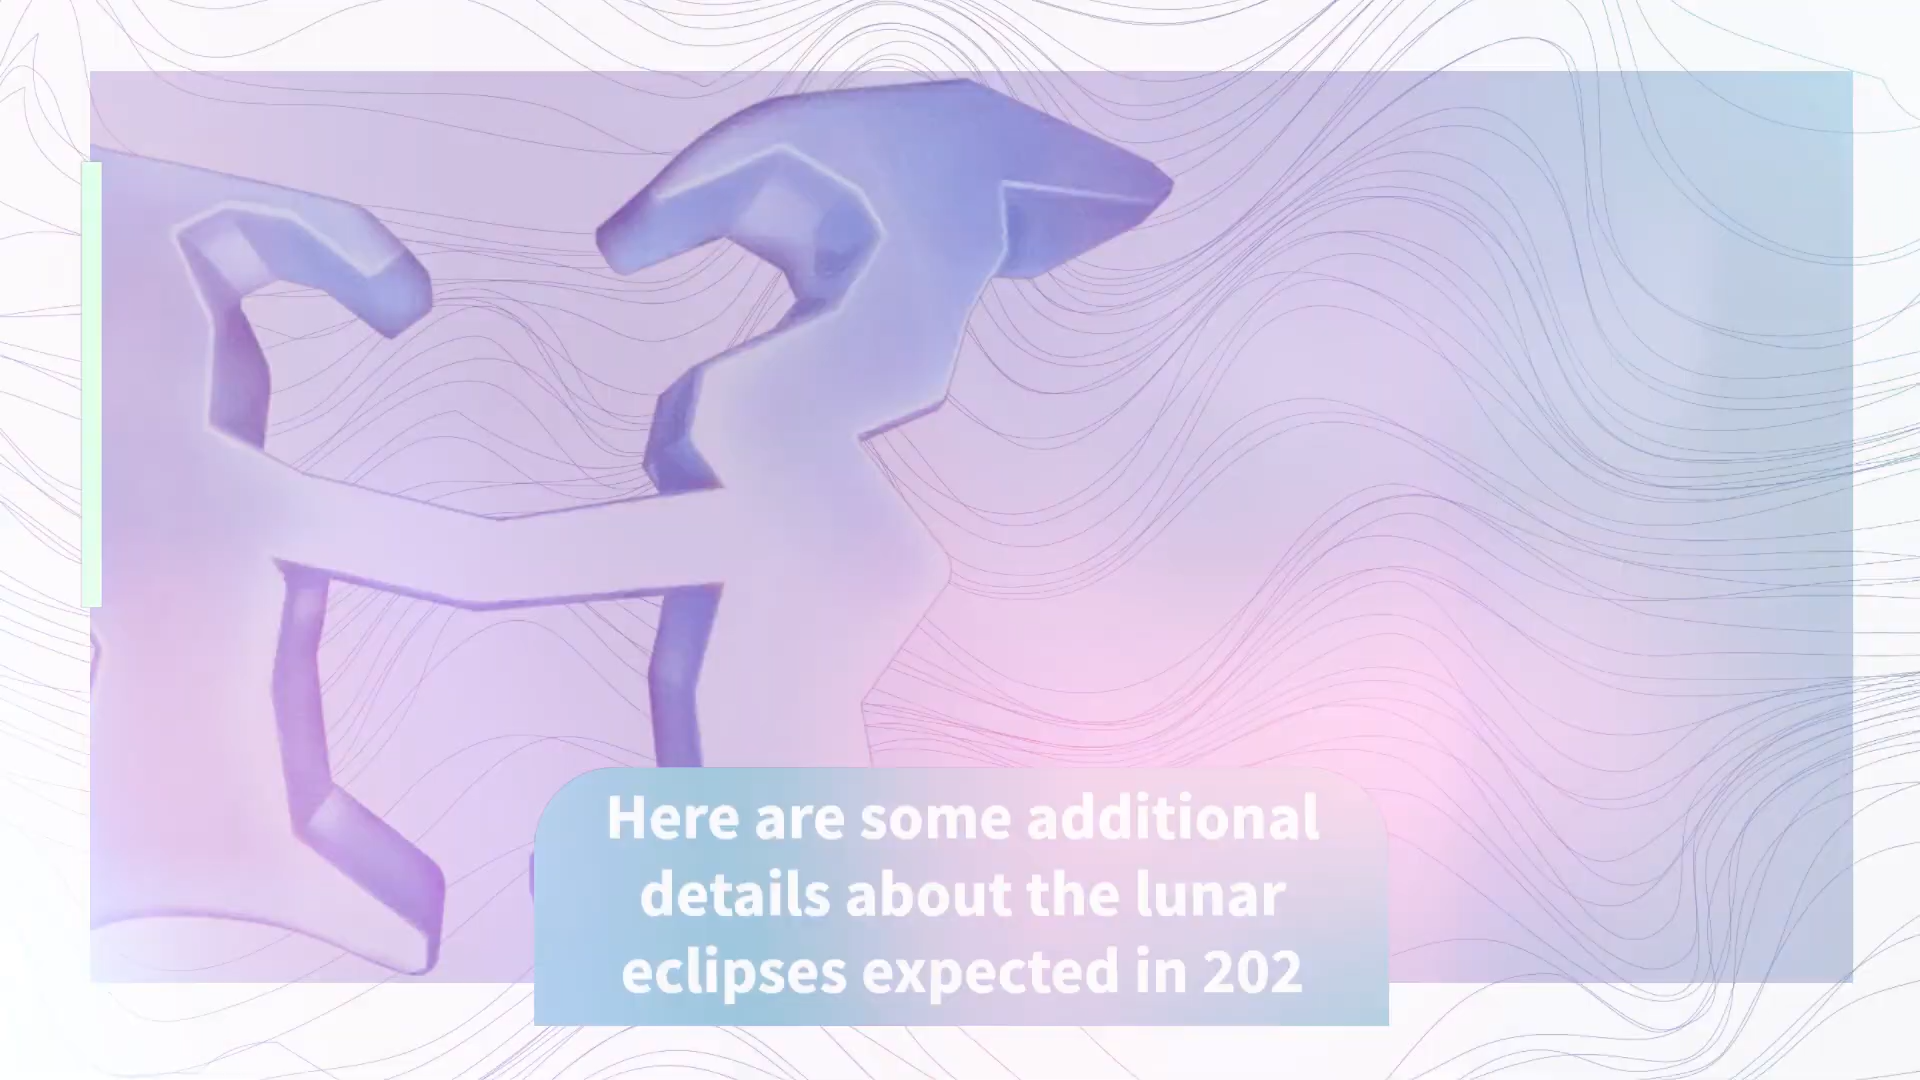 Here are some additional
details about the lunar
eclipses expected in 202